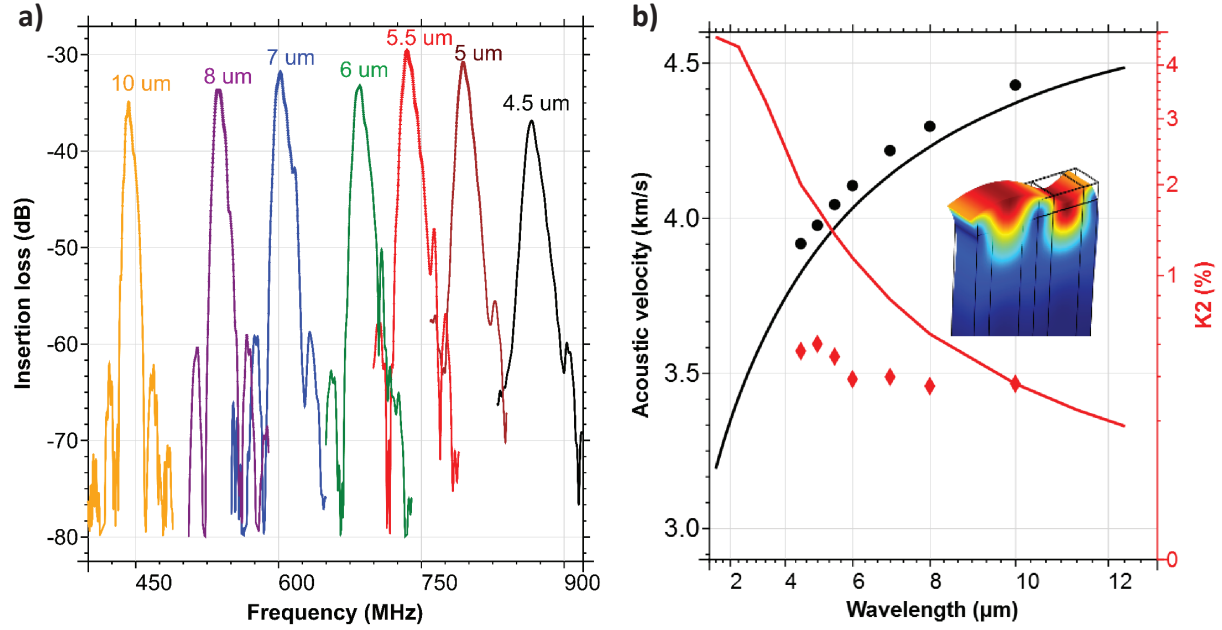 a)
-30
-40
-50
-60
-70
-80
Insertion loss (dB)
10 um
8 um
7 um
6 um
5.5 um
5 um
4.5 um
450
600
750
900
Frequency (MHz)
b)
4.5
4.0
3.5
3.0
Acoustic velocity (km/s)
2
4
6
8
10
12
Wavelength (μm)
4
3
2
1
0
K2 (%)